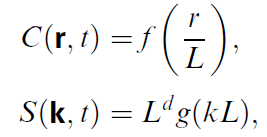 C(𝐫, t) = f(r/L),
S(𝐤, t) = L^d g(kL),